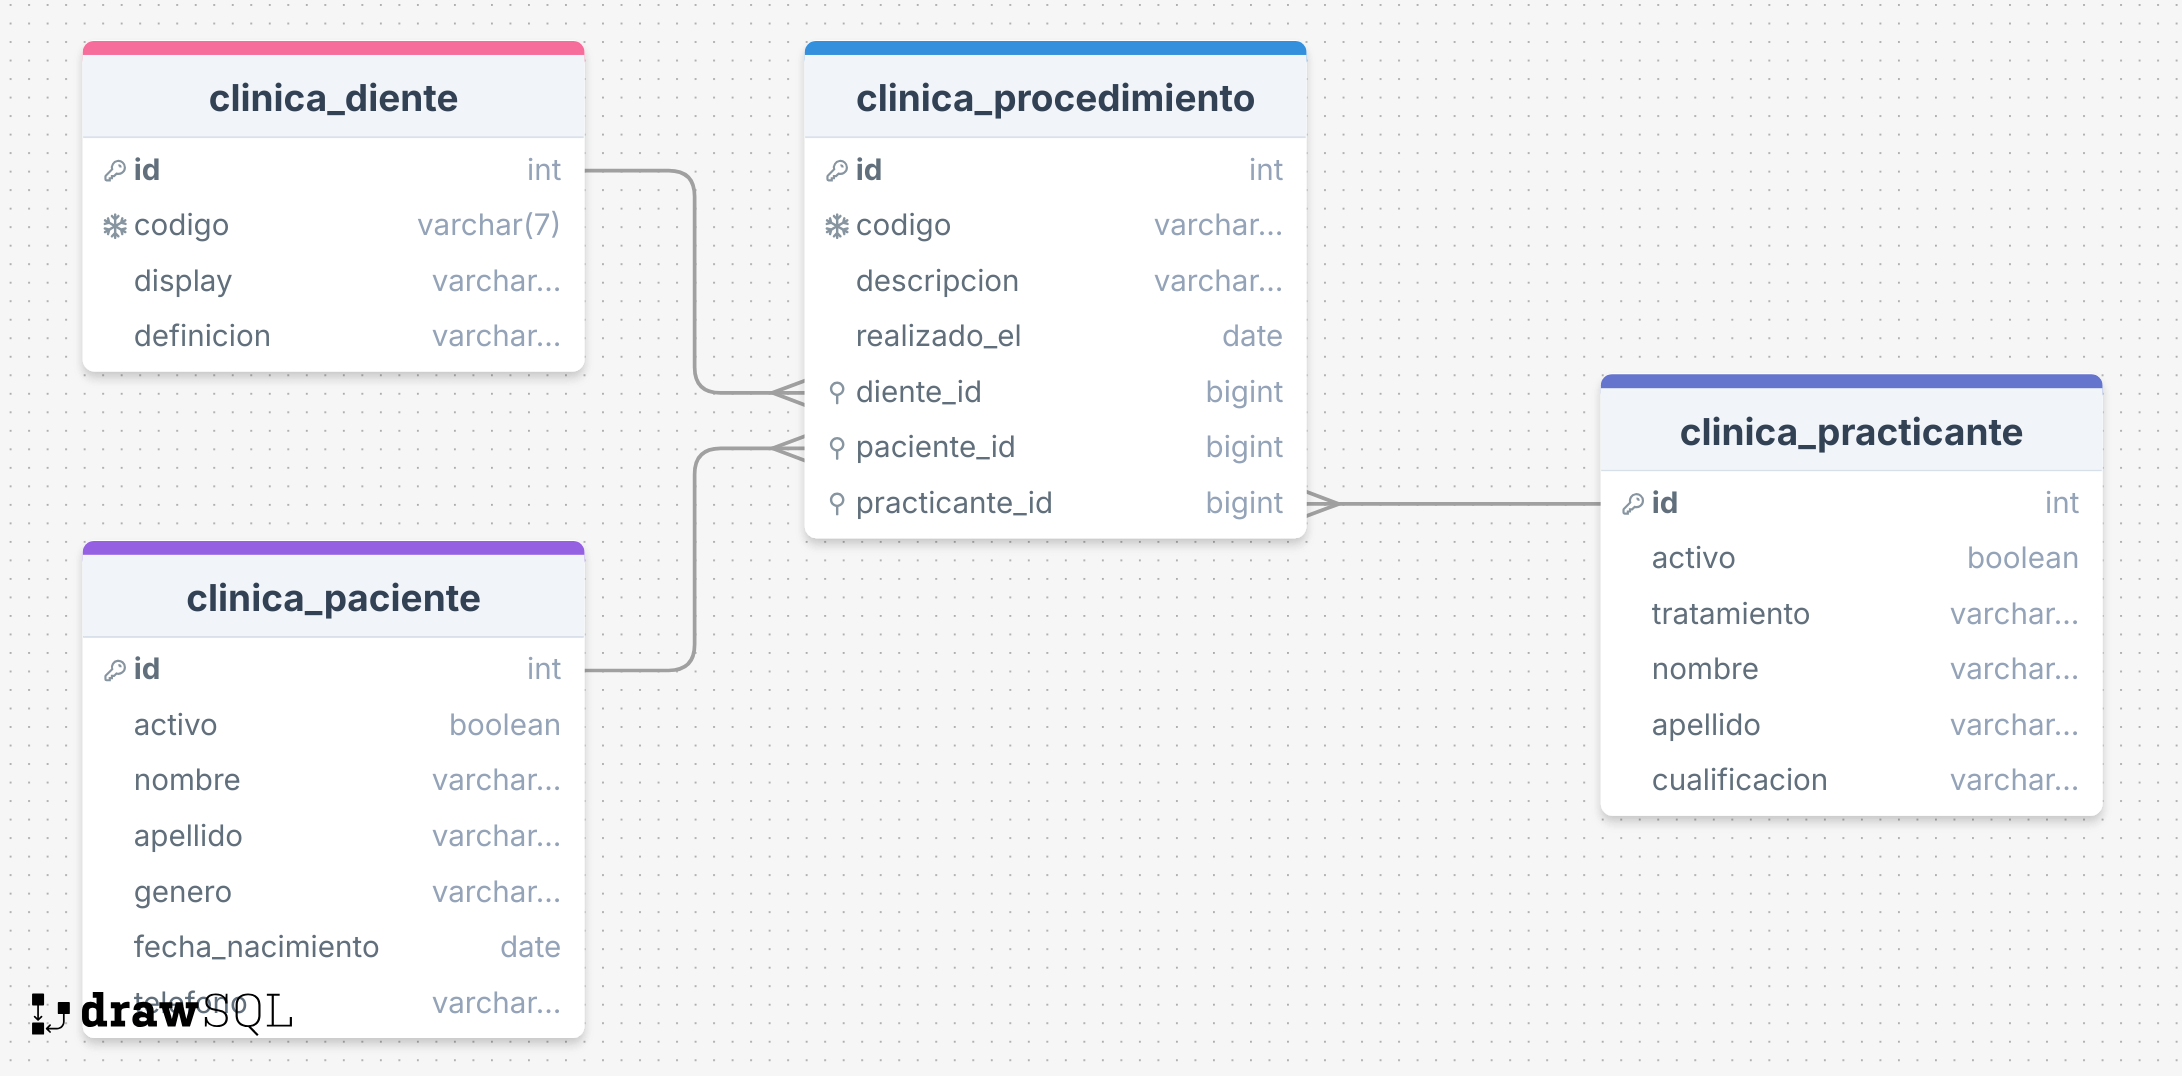 clinica_diente
id int
codigo varchar(7)
display varchar...
definicion varchar...
clinica_procedimiento
id int
codigo varchar...
descripcion varchar...
realizado_el date
diente_id bigint
paciente_id bigint
practicante_id bigint
clinica_practicante
id int
activo boolean
tratamiento varchar...
nombre varchar...
apellido varchar...
cualificacion varchar...
clinica_paciente
id int
activo boolean
nombre varchar...
apellido varchar...
genero varchar...
fecha_nacimiento date
telefono varchar...
drawSQL